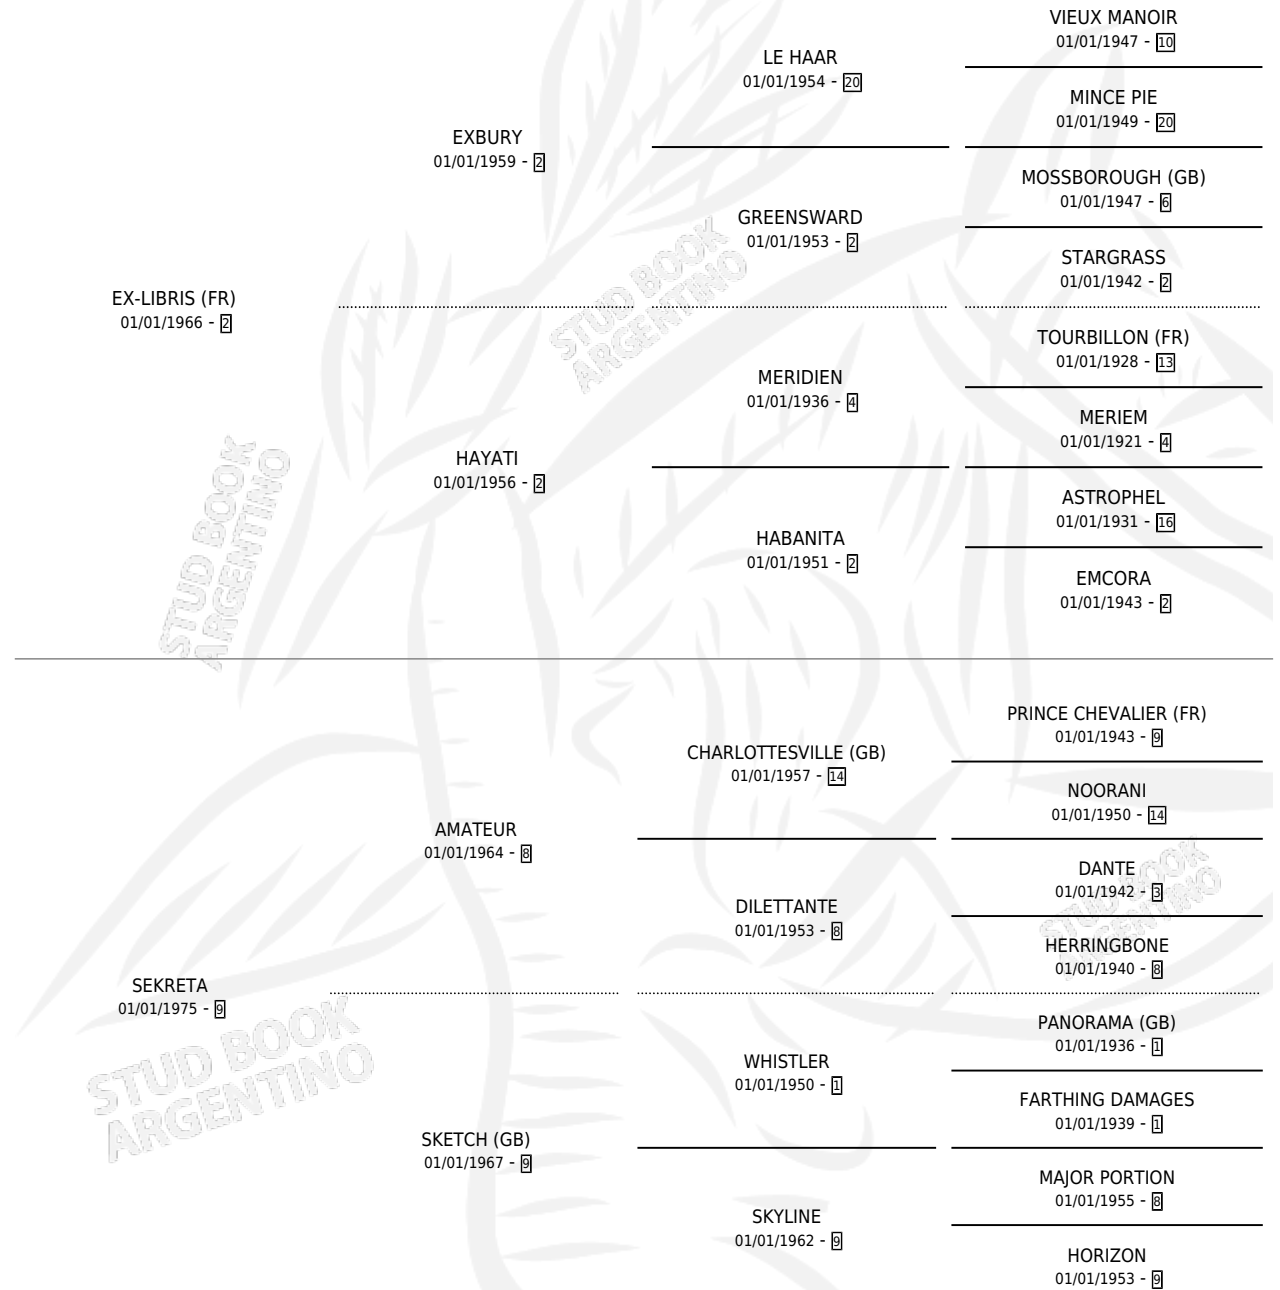 VIEUX MANOIR
01/01/1947 - 10
LE HAAR
01/01/1954 - 20
MINCE PIE
01/01/1949 - 20
EXBURY
01/01/1959 - 2
MOSSBOROUGH (GB)
01/01/1947 - 6
GREENSWARD
01/01/1953 - 2
STARGRASS
01/01/1942 - 2
EX-LIBRIS (FR)
01/01/1966 - 2
TOURBILLON (FR)
01/01/1928 - 13
MERIDIEN
01/01/1936 - 4
MERIEM
01/01/1921 - 4
HAYATI
01/01/1956 - 2
ASTROPHEL
01/01/1931 - 16
HABANITA
01/01/1951 - 2
EMCORA
01/01/1943 - 2
PRINCE CHEVALIER (FR)
01/01/1943 - 9
CHARLOTTESVILLE (GB)
01/01/1957 - 14
NOORANI
01/01/1950 - 14
AMATEUR
01/01/1964 - 8
DANTE
01/01/1942 - 3
DILETTANTE
01/01/1953 - 8
HERRINGBONE
01/01/1940 - 8
SEKRETA
01/01/1975 - 9
PANORAMA (GB)
01/01/1936 - 1
WHISTLER
01/01/1950 - 1
FARTHING DAMAGES
01/01/1939 - 1
SKETCH (GB)
01/01/1967 - 9
MAJOR PORTION
01/01/1955 - 8
SKYLINE
01/01/1962 - 9
HORIZON
01/01/1953 - 9
STUD BOOK
ARGENTINO
STUD BOOK
ARGENTINO
STUD BOOK
ARGENTINO
STUD BOOK
ARGENTINO